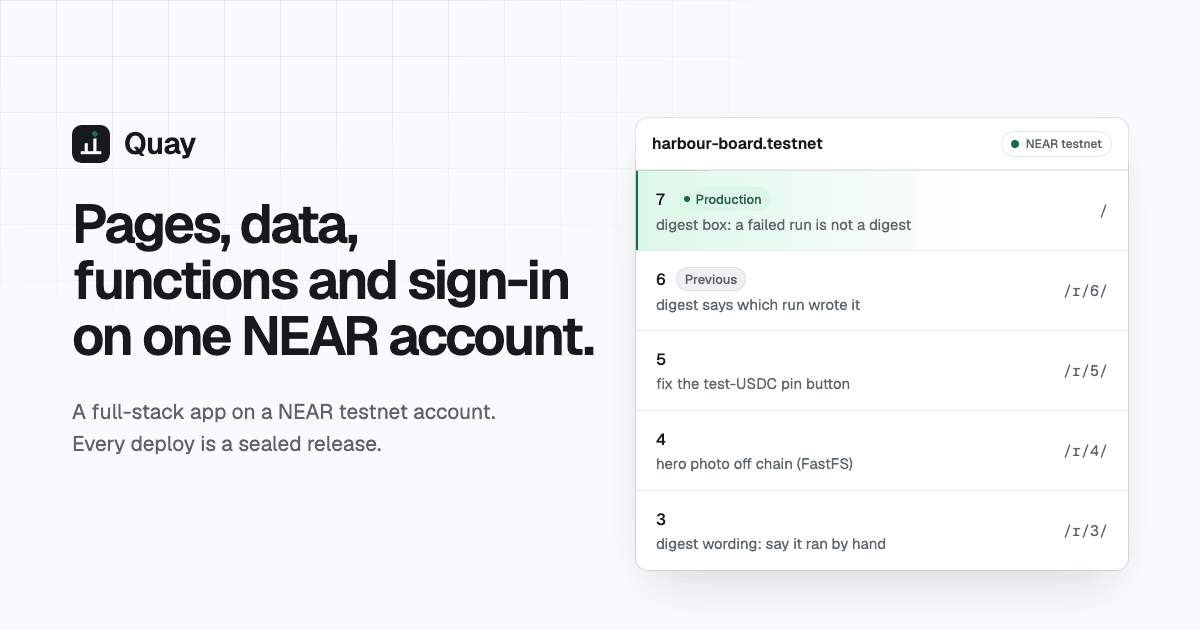 Quay
Pages, data,
functions and sign-in
on one NEAR account.
A full-stack app on a NEAR testnet account.
Every deploy is a sealed release.
harbour-board.testnet
NEAR testnet
7 Production
digest box: a failed run is not a digest
/
6 Previous
digest says which run wrote it
/r/6/
5
fix the test-USDC pin button
/r/5/
4
hero photo off chain (FastFS)
/r/4/
3
digest wording: say it ran by hand
/r/3/